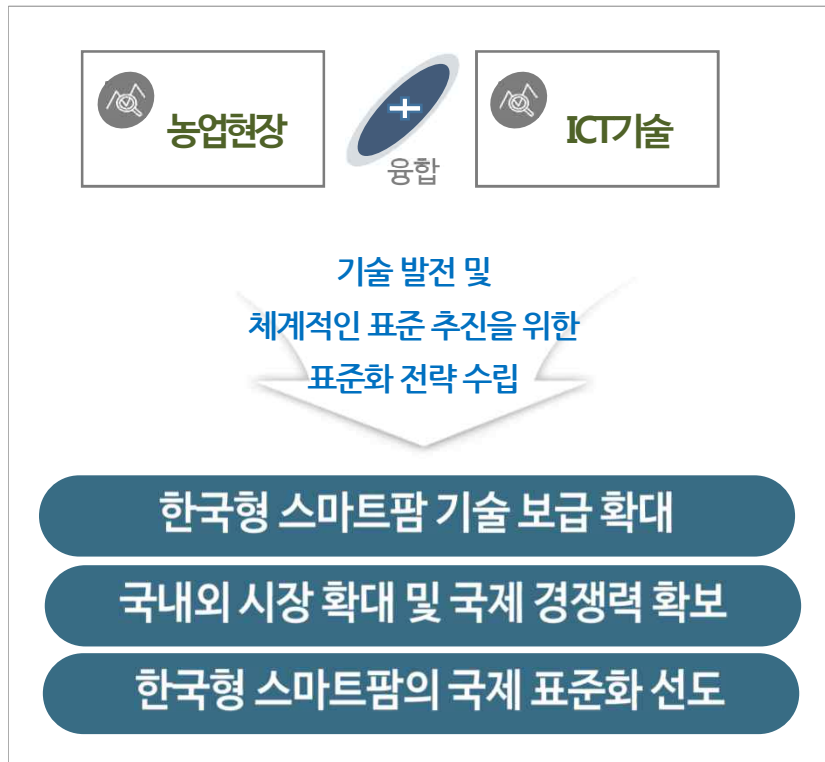 농업현장
+
융합
ICT기술
기술 발전 및
체계적인 표준 추진을 위한
표준화 전략 수립
한국형 스마트팜 기술 보급 확대
국내외 시장 확대 및 국제 경쟁력 확보
한국형 스마트팜의 국제 표준화 선도